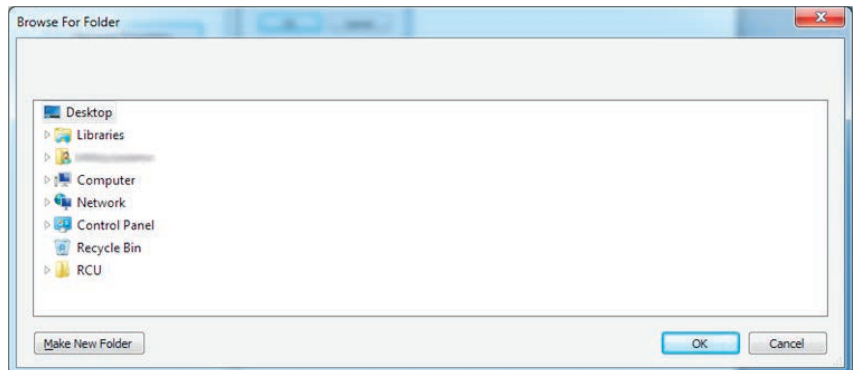 Browse For Folder
Desktop
Libraries
Computer
Network
Control Panel
Recycle Bin
RCU
Make New Folder
OK
Cancel